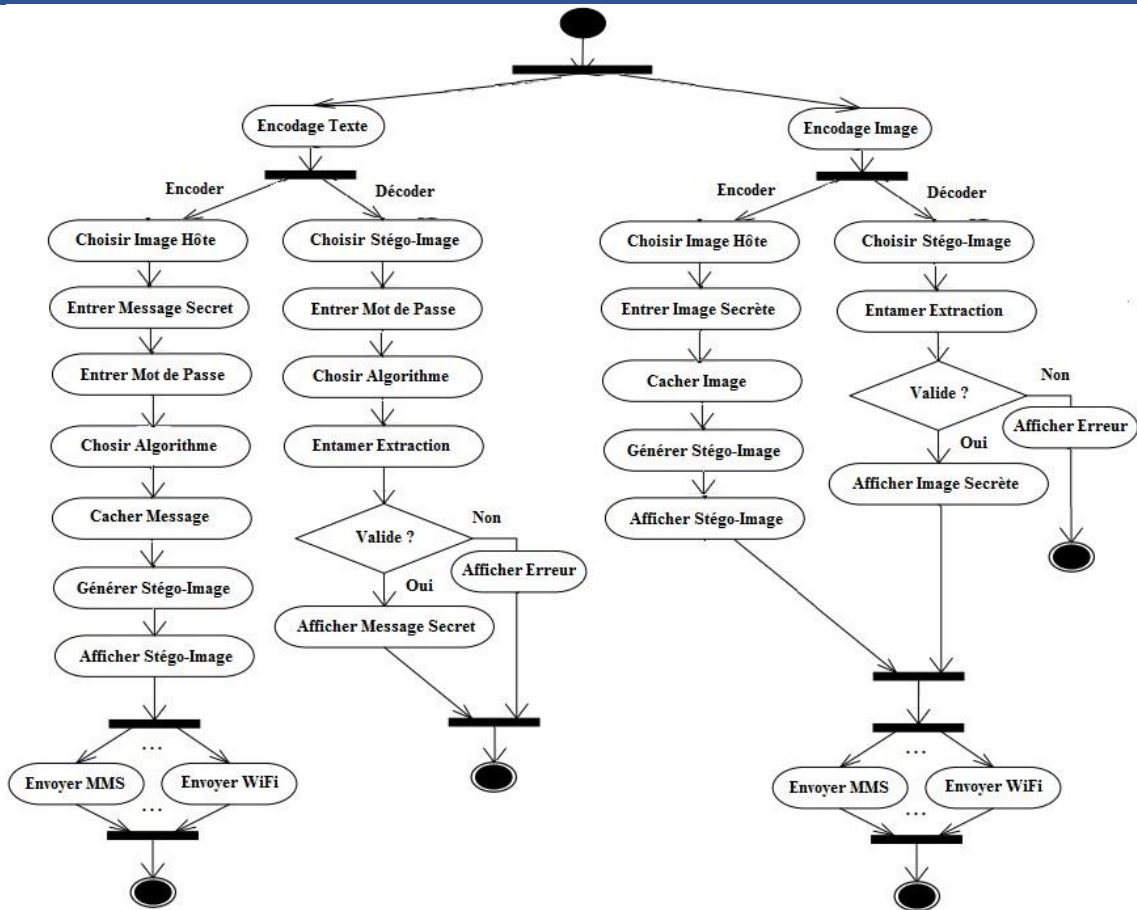 Encodage Texte
Encodage Image
Encoder
Décoder
Choisir Image Hôte
Choisir Stégo-Image
Entrer Message Secret
Entrer Mot de Passe
Entrer Mot de Passe
Chosir Algorithme
Chosir Algorithme
Entamer Extraction
Cacher Message
Valide ?
Non
Afficher Erreur
Oui
Générer Stégo-Image
Afficher Message Secret
Afficher Stégo-Image
...
Envoyer MMS
Envoyer WiFi
...
Encoder
Décoder
Choisir Image Hôte
Choisir Stégo-Image
Entrer Image Secrète
Entamer Extraction
Cacher Image
Valide ?
Non
Afficher Erreur
Oui
Générer Stégo-Image
Afficher Image Secrète
Afficher Stégo-Image
...
Envoyer MMS
Envoyer WiFi
...